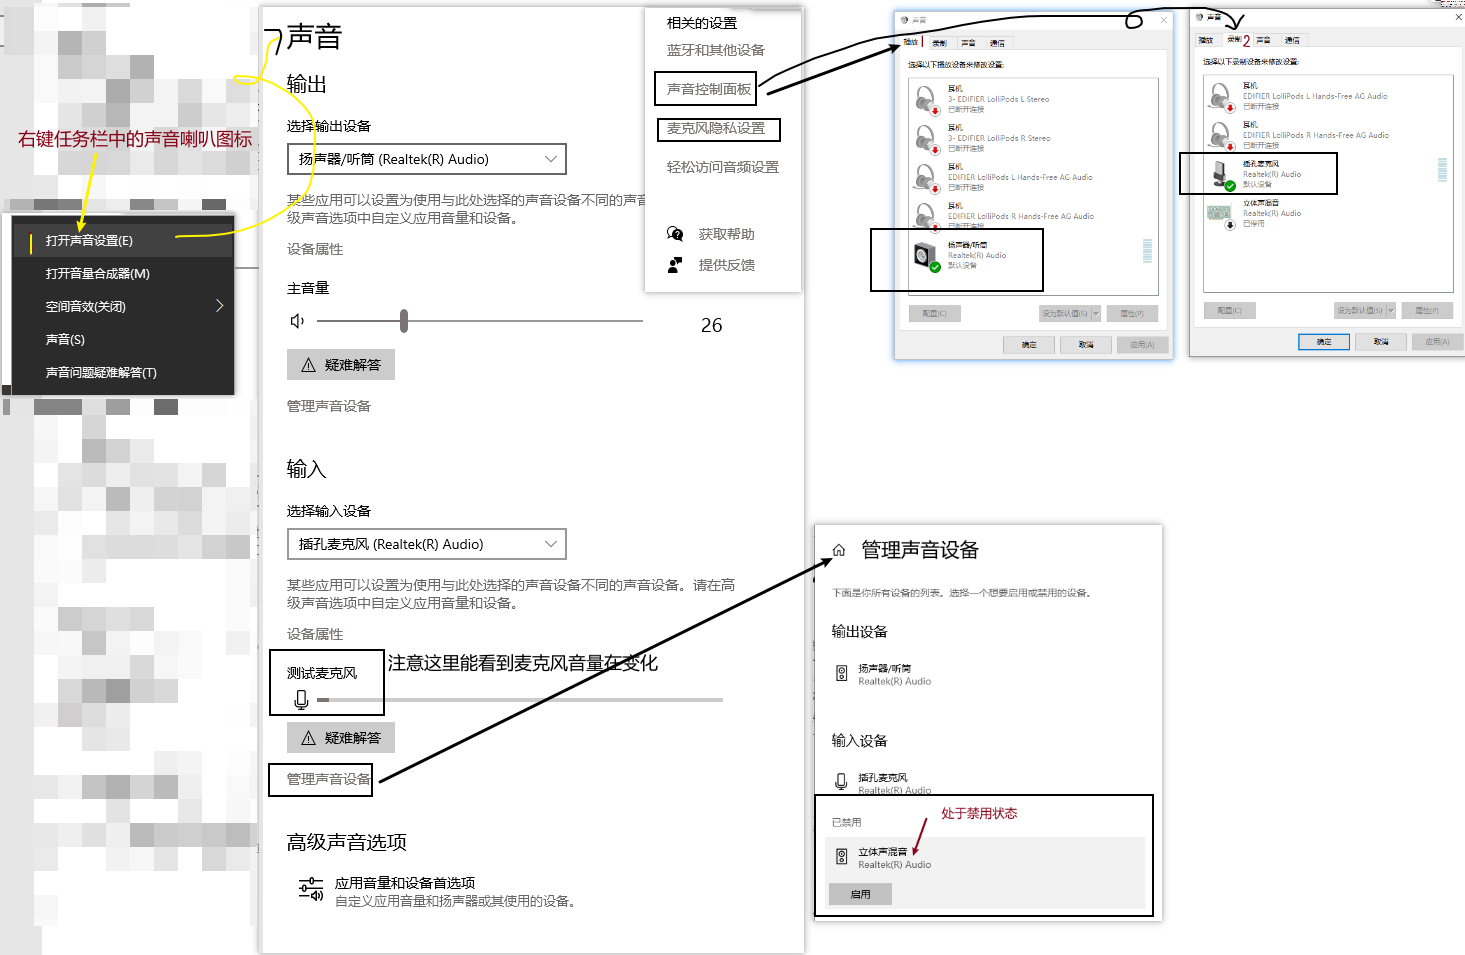 右键任务栏中的声音喇叭图标
打开声音设置(E)
打开音量合成器(M)
空间音效(关闭)
声音(S)
声音问题疑难解答(T)
声音
输出
选择输出设备
扬声器/听筒 (Realtek(R) Audio)
某些应用可以设置为使用与此处选择的声音设备不同的声音
级声音选项中自定义应用音量和设备。
设备属性
主音量
26
疑难解答
管理声音设备
输入
选择输入设备
插孔麦克风 (Realtek(R) Audio)
某些应用可以设置为使用与此处选择的声音设备不同的声音设备。请在高
级声音选项中自定义应用音量和设备。
设备属性
测试麦克风
注意这里能看到麦克风音量在变化
疑难解答
管理声音设备
高级声音选项
应用音量和设备首选项
自定义应用音量和扬声器或其使用的设备。
相关的设置
蓝牙和其他设备
声音控制面板
麦克风隐私设置
轻松访问音频设置
获取帮助
提供反馈
声音
播放 1 录制 声音 通信
选择以下播放设备来修改设置:
耳机
3- EDIFIER LolliPods L Stereo
已断开连接
耳机
3- EDIFIER LolliPods R Stereo
已断开连接
耳机
EDIFIER LolliPods L Hands-Free AG Audio
已断开连接
耳机
EDIFIER LolliPods R Hands-Free AG Audio
已断开连接
扬声器/听筒
Realtek(R) Audio
默认设备
配置(C) 设为默认值(S) 属性(P)
确定 取消 应用(A)
声音
播放 录制 2 声音 通信
选择以下录制设备来修改设置:
耳机
EDIFIER LolliPods L Hands-Free AG Audio
已断开连接
耳机
EDIFIER LolliPods R Hands-Free AG Audio
已断开连接
插孔麦克风
Realtek(R) Audio
默认设备
立体声混音
Realtek(R) Audio
已停用
配置(C) 设为默认值(S) 属性(P)
确定 取消 应用(A)
管理声音设备
下面是你所有设备的列表。选择一个想要启用或禁用的设备。
输出设备
扬声器/听筒
Realtek(R) Audio
输入设备
插孔麦克风
Realtek(R) Audio
已禁用
处于禁用状态
立体声混音
Realtek(R) Audio
启用